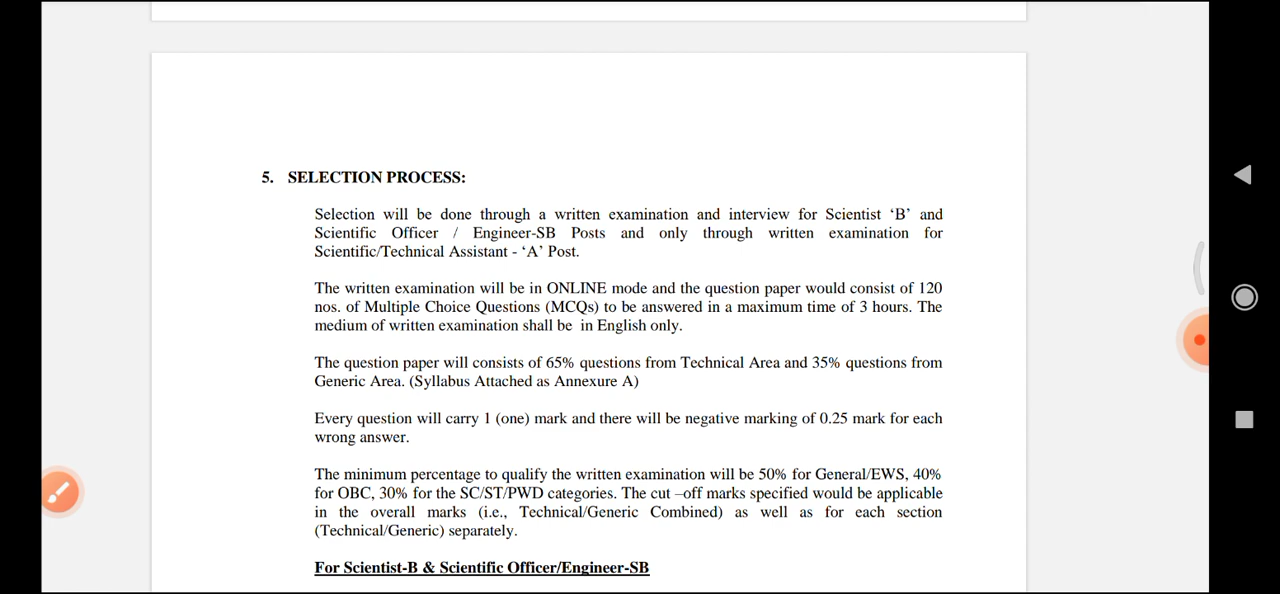 5. SELECTION PROCESS:
Selection will be done through a written examination and interview for Scientist ‘B’ and
Scientific Officer / Engineer-SB Posts and only through written examination for
Scientific/Technical Assistant - ‘A’ Post.
The written examination will be in ONLINE mode and the question paper would consist of 120
nos. of Multiple Choice Questions (MCQs) to be answered in a maximum time of 3 hours. The
medium of written examination shall be in English only.
The question paper will consists of 65% questions from Technical Area and 35% questions from
Generic Area. (Syllabus Attached as Annexure A)
Every question will carry 1 (one) mark and there will be negative marking of 0.25 mark for each
wrong answer.
The minimum percentage to qualify the written examination will be 50% for General/EWS, 40%
for OBC, 30% for the SC/ST/PWD categories. The cut –off marks specified would be applicable
in the overall marks (i.e., Technical/Generic Combined) as well as for each section
(Technical/Generic) separately.
For Scientist-B & Scientific Officer/Engineer-SB